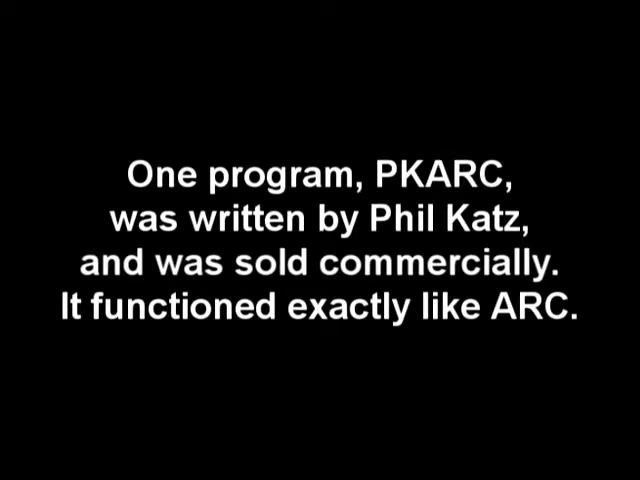 One program, PKARC,
was written by Phil Katz,
and was sold commercially.
It functioned exactly like ARC.